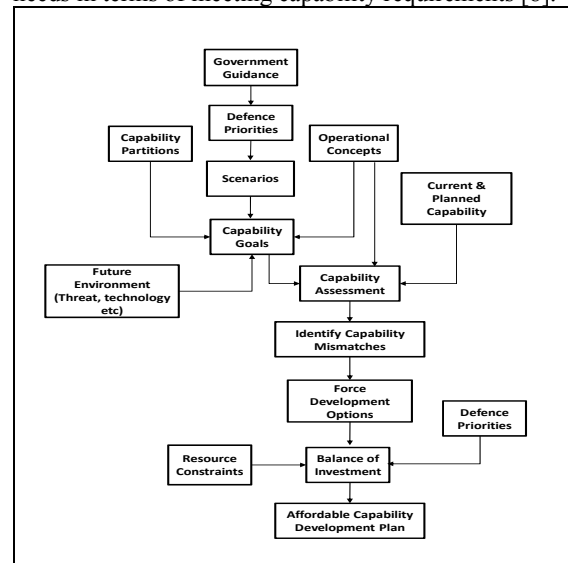 needs in terms of meeting capability requirements [6].
Government
Guidance
Defence
Priorities
Capability
Partitions
Operational
Concepts
Scenarios
Current &
Planned
Capability
Capability
Goals
Future
Environment
(Threat, technology
etc)
Capability
Assessment
Identify Capability
Mismatches
Force
Development
Options
Defence
Priorities
Resource
Constraints
Balance of
Investment
Affordable Capability
Development Plan